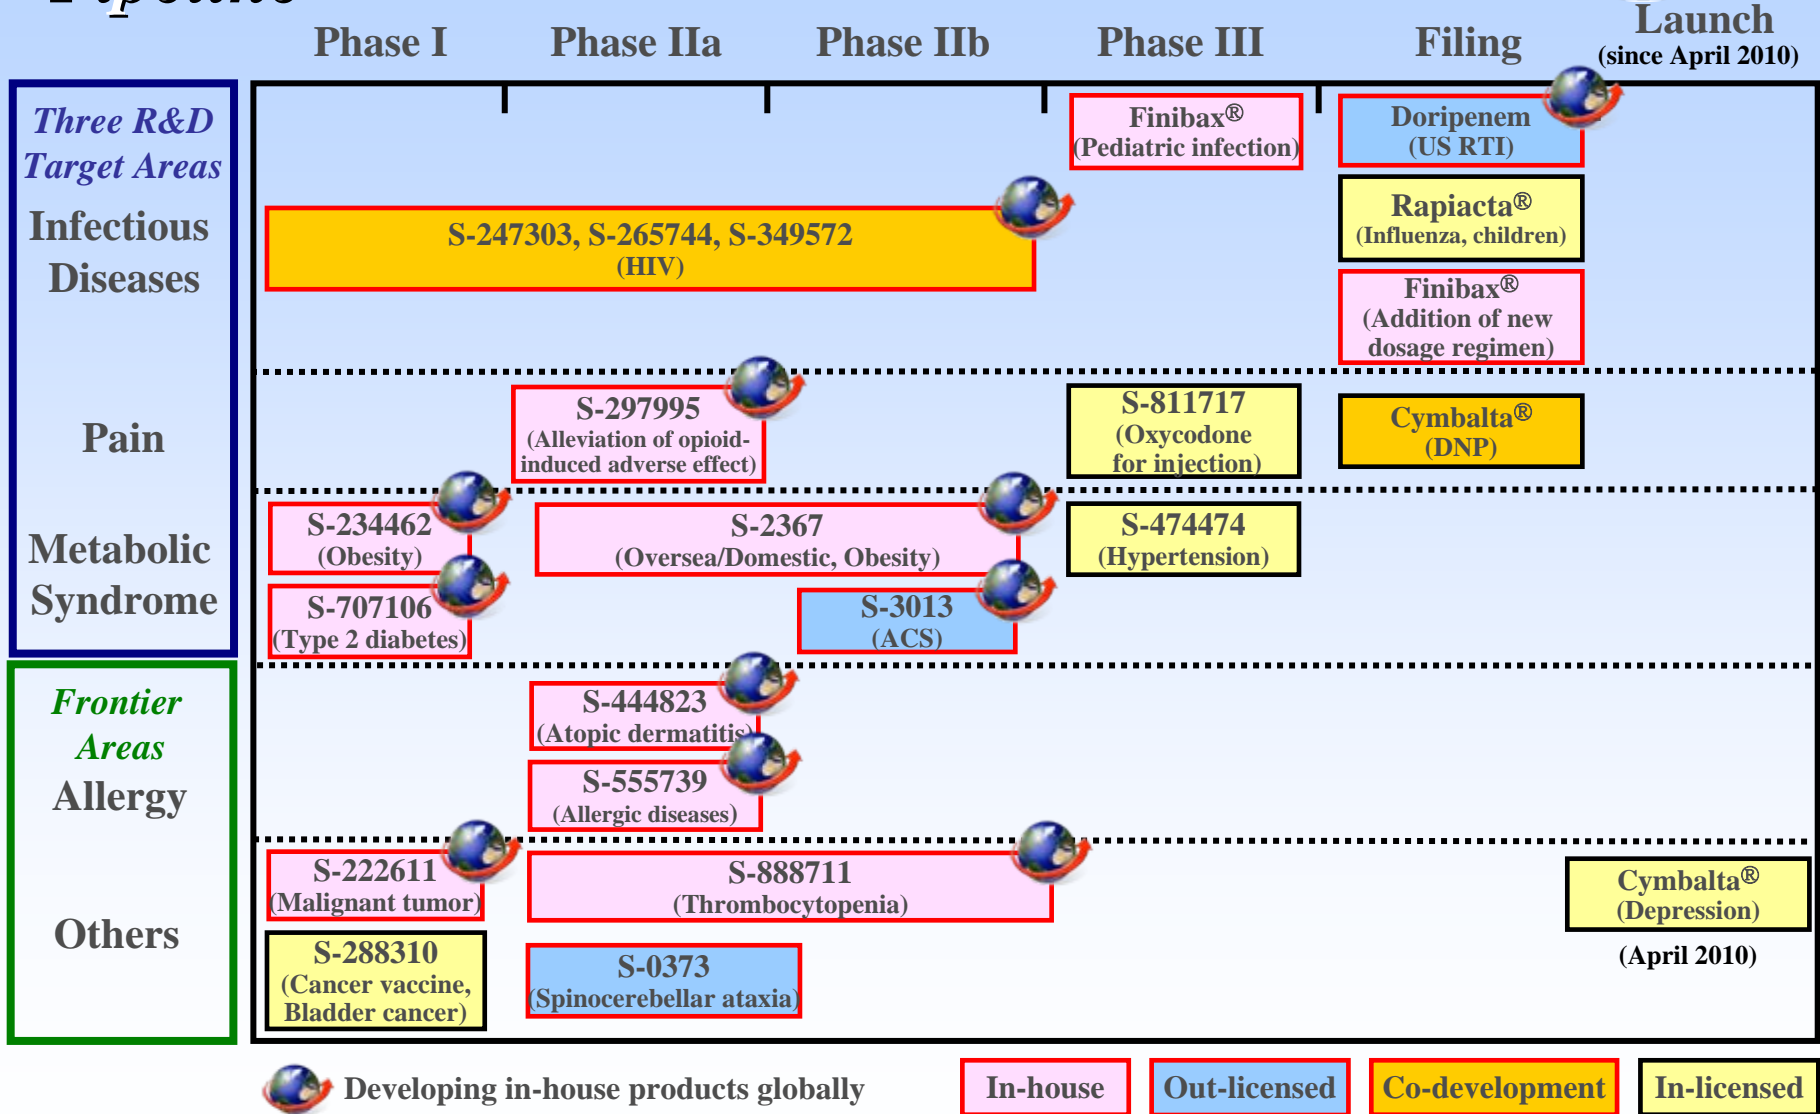 Pipeline
Phase I
Phase IIa
Phase IIb
Phase III
Filing
Launch
(since April 2010)
Three R&D
Target Areas
Infectious
Diseases
Finibax®
(Pediatric infection)
Doripenem
(US RTI)
S-247303, S-265744, S-349572
(HIV)
Rapiacta®
(Influenza, children)
Finibax®
(Addition of new
dosage regimen)
Pain
S-297995
(Alleviation of opioid-
induced adverse effect)
S-811717
(Oxycodone
for injection)
Cymbalta®
(DNP)
Metabolic
Syndrome
S-234462
(Obesity)
S-2367
(Oversea/Domestic, Obesity)
S-474474
(Hypertension)
S-707106
(Type 2 diabetes)
S-3013
(ACS)
Frontier
Areas
Allergy
S-444823
(Atopic dermatitis)
S-555739
(Allergic diseases)
Others
S-222611
(Malignant tumor)
S-888711
(Thrombocytopenia)
Cymbalta®
(Depression)
(April 2010)
S-288310
(Cancer vaccine,
Bladder cancer)
S-0373
(Spinocerebellar ataxia)
Developing in-house products globally
In-house
Out-licensed
Co-development
In-licensed